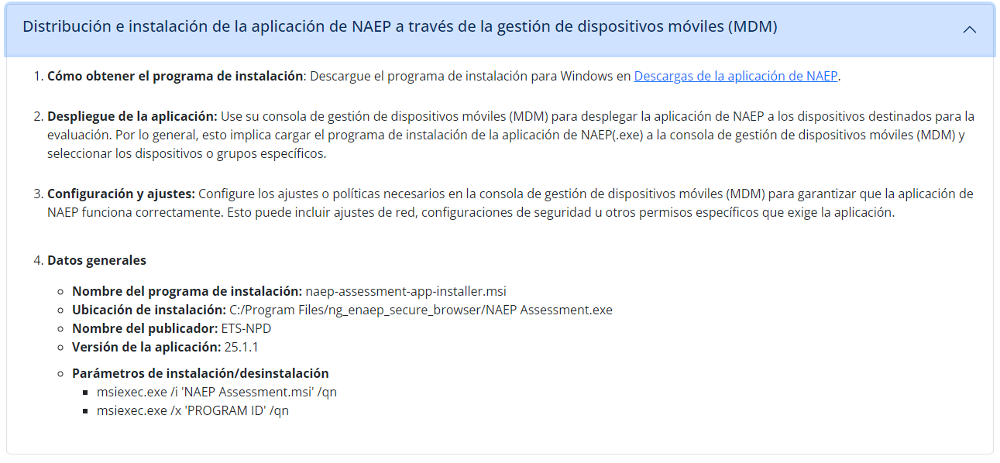 Distribución e instalación de la aplicación de NAEP a través de la gestión de dispositivos móviles (MDM)
1. Cómo obtener el programa de instalación: Descargue el programa de instalación para Windows en Descargas de la aplicación de NAEP.
2. Despliegue de la aplicación: Use su consola de gestión de dispositivos móviles (MDM) para desplegar la aplicación de NAEP a los dispositivos destinados para la
evaluación. Por lo general, esto implica cargar el programa de instalación de la aplicación de NAEP(.exe) a la consola de gestión de dispositivos móviles (MDM) y
seleccionar los dispositivos o grupos específicos.
3. Configuración y ajustes: Configure los ajustes o políticas necesarios en la consola de gestión de dispositivos móviles (MDM) para garantizar que la aplicación de
NAEP funciona correctamente. Esto puede incluir ajustes de red, configuraciones de seguridad u otros permisos específicos que exige la aplicación.
4. Datos generales
Nombre del programa de instalación: naep-assessment-app-installer.msi
Ubicación de instalación: C:/Program Files/ng_enaep_secure_browser/NAEP Assessment.exe
Nombre del publicador: ETS-NPD
Versión de la aplicación: 25.1.1
Parámetros de instalación/desinstalación
msiexec.exe /i 'NAEP Assessment.msi' /qn
msiexec.exe /x 'PROGRAM ID' /qn